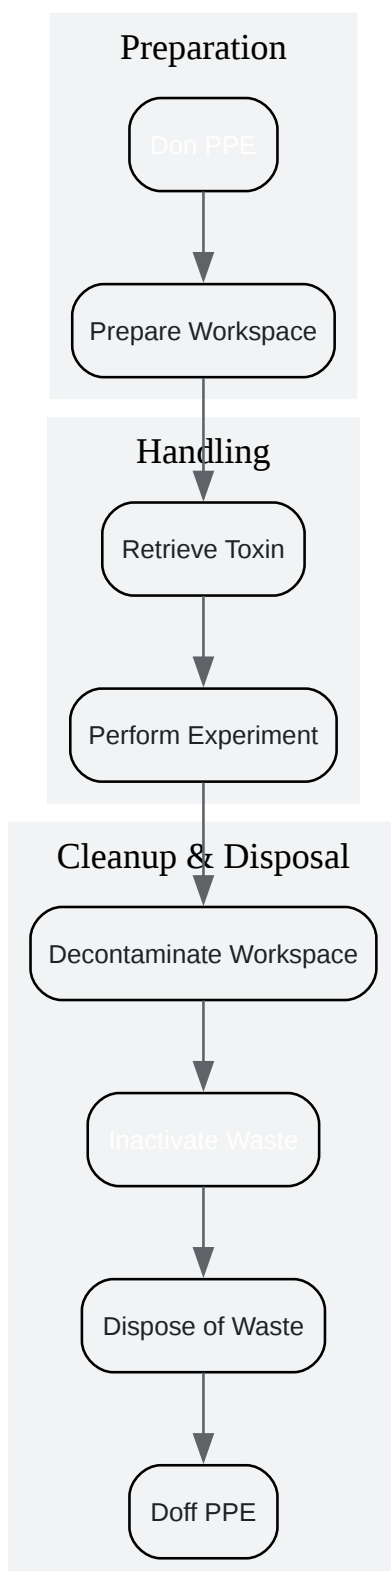 Preparation
Don PPE
Prepare Workspace
Handling
Retrieve Toxin
Perform Experiment
Cleanup & Disposal
Decontaminate Workspace
Inactivate Waste
Dispose of Waste
Doff PPE